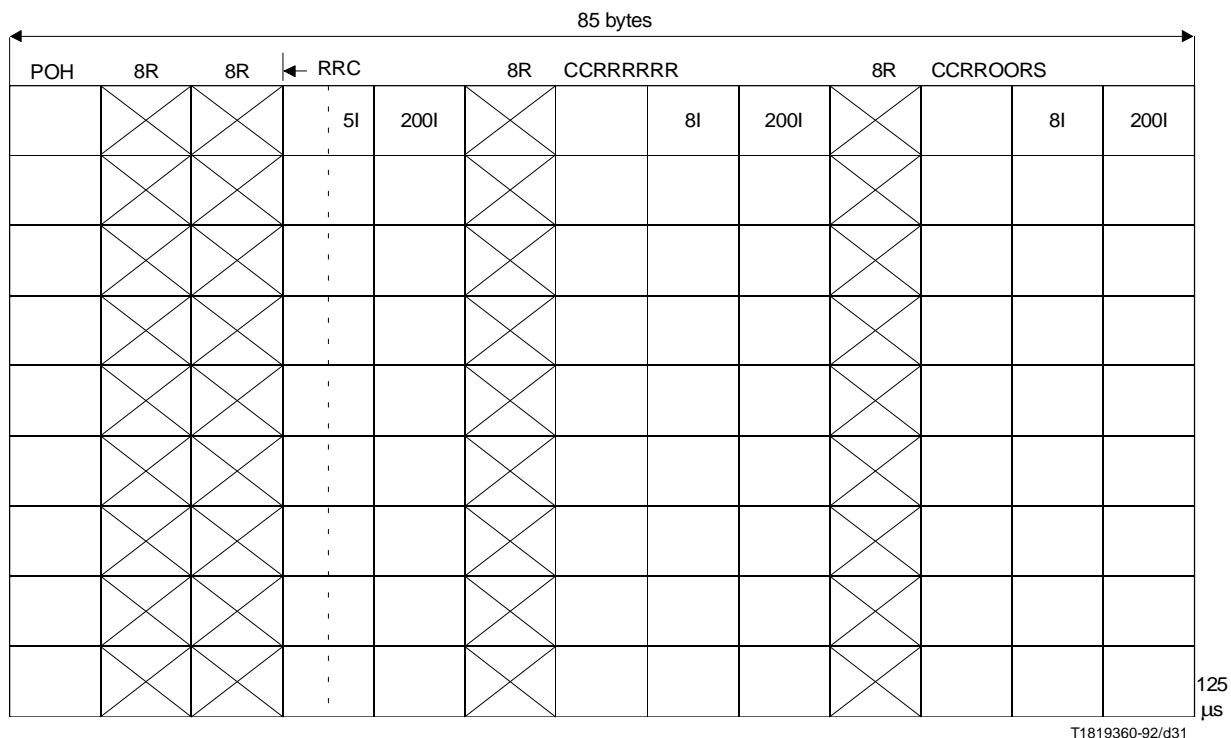 85 bytes
POH 8R 8R RRC 8R CCRRRRRR 8R CCRROORS
5I 200I 8I 200I 8I 200I
125
µs
T1819360-92/d31